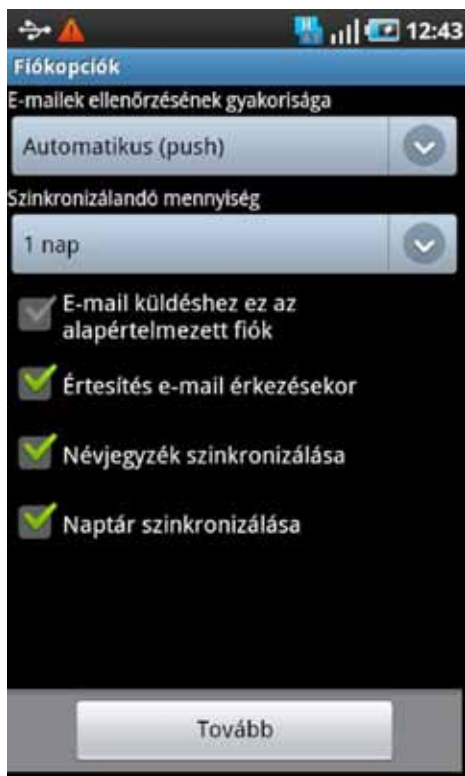 12:43
Fiókopciók
E-mailek ellenőrzésének gyakorisága
Automatikus (push)
Szinkronizálandó mennyiség
1 nap
E-mail küldéshez ez az
alapértelmezett fiók
Értesítés e-mail érkezésekor
Névjegyzék szinkronizálása
Naptár szinkronizálása
Tovább